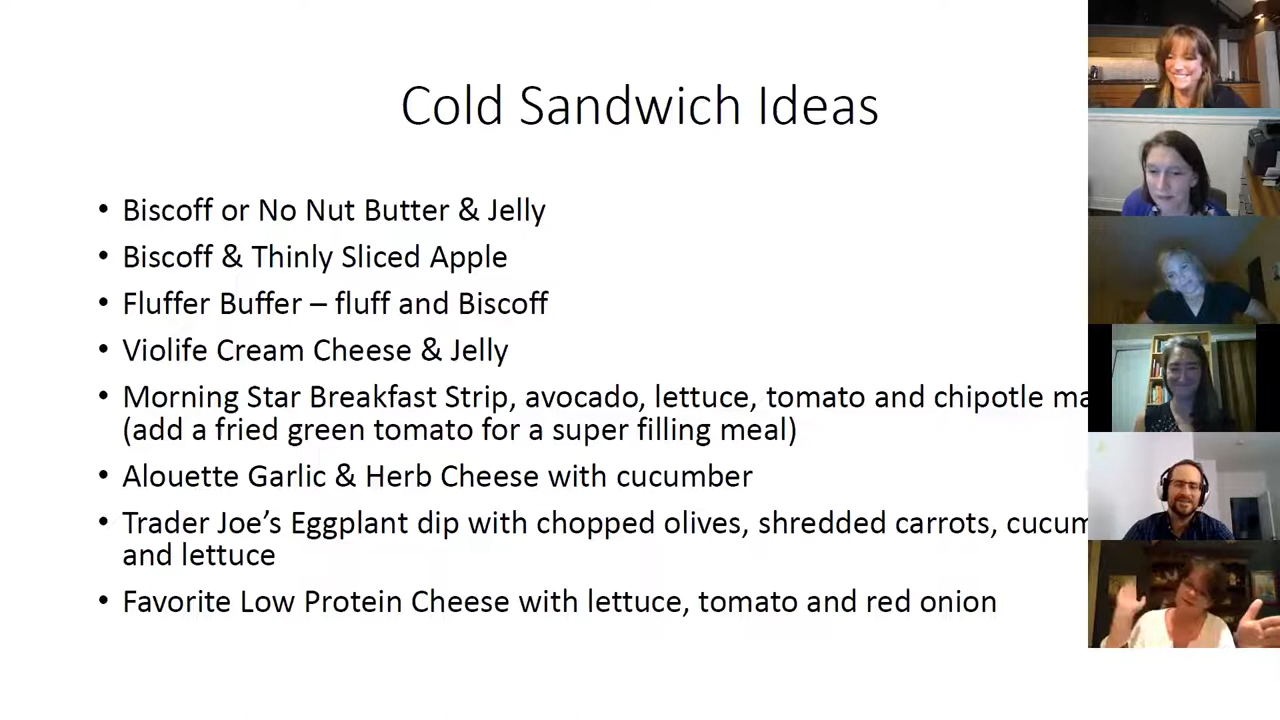 Cold Sandwich Ideas
• Biscoff or No Nut Butter & Jelly
• Biscoff & Thinly Sliced Apple
• Fluffer Buffer – fluff and Biscoff
• Violife Cream Cheese & Jelly
• Morning Star Breakfast Strip, avocado, lettuce, tomato and chipotle
(add a fried green tomato for a super filling meal)
• Alouette Garlic & Herb Cheese with cucumber
• Trader Joe’s Eggplant dip with chopped olives, shredded carrots,
and lettuce
• Favorite Low Protein Cheese with lettuce, tomato and red onion